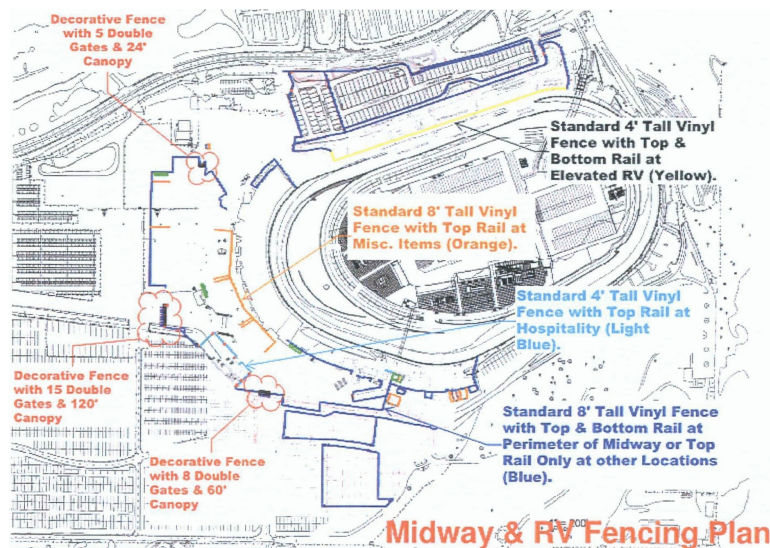 Decorative Fence
with 5 Double
Gates & 24'
Canopy
Standard 4' Tall Vinyl
Fence with Top &
Bottom Rail at
Elevated RV (Yellow).
Standard 8' Tall Vinyl
Fence with Top Rail at
Misc. Items (Orange).
Standard 4' Tall Vinyl
Fence with Top Rail at
Hospitality (Light
Blue).
Decorative Fence
with 15 Double
Gates & 120'
Canopy
Standard 8' Tall Vinyl Fence
with Top & Bottom Rail at
Perimeter of Midway or Top
Rail Only at other Locations
(Blue).
Decorative Fence
with 8 Double
Gates & 60'
Canopy
Midway & RV Fencing Plan